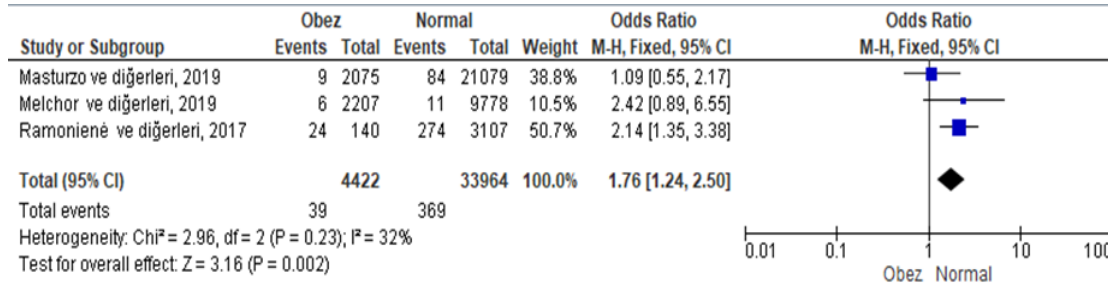 Obez Normal Odds Ratio Odds Ratio
Study or Subgroup Events Total Events Total Weight M-H, Fixed, 95% CI M-H, Fixed, 95% CI
Masturzo ve diğerleri, 2019 9 2075 84 21079 38.8% 1.09 [0.55, 2.17]
Melchor ve diğerleri, 2019 6 2207 11 9778 10.5% 2.42 [0.89, 6.55]
Ramonienė ve diğerleri, 2017 24 140 274 3107 50.7% 2.14 [1.35, 3.38]
Total (95% CI) 4422 33964 100.0% 1.76 [1.24, 2.50]
Total events 39 369
Heterogeneity: Chi² = 2.96, df = 2 (P = 0.23); I² = 32%
Test for overall effect: Z = 3.16 (P = 0.002)
0.01 0.1 1 10 100
Obez Normal